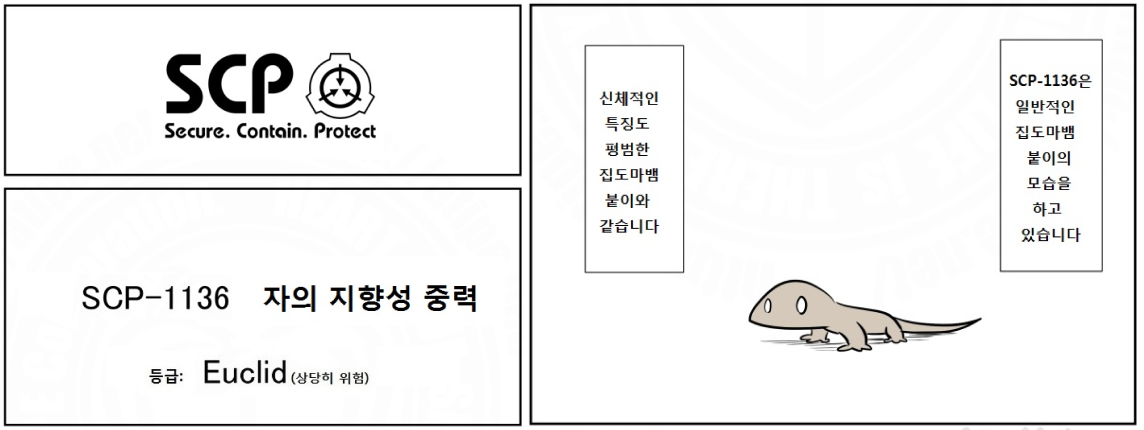 SCP
Secure. Contain. Protect
SCP-1136 자의 지향성 중력
등급: Euclid (상당히 위험)
SCP-1136은
일반적인
집도마뱀
붙이의
모습을
하고
있습니다
신체적인
특징도
평범한
집도마뱀
붙이와
같습니다